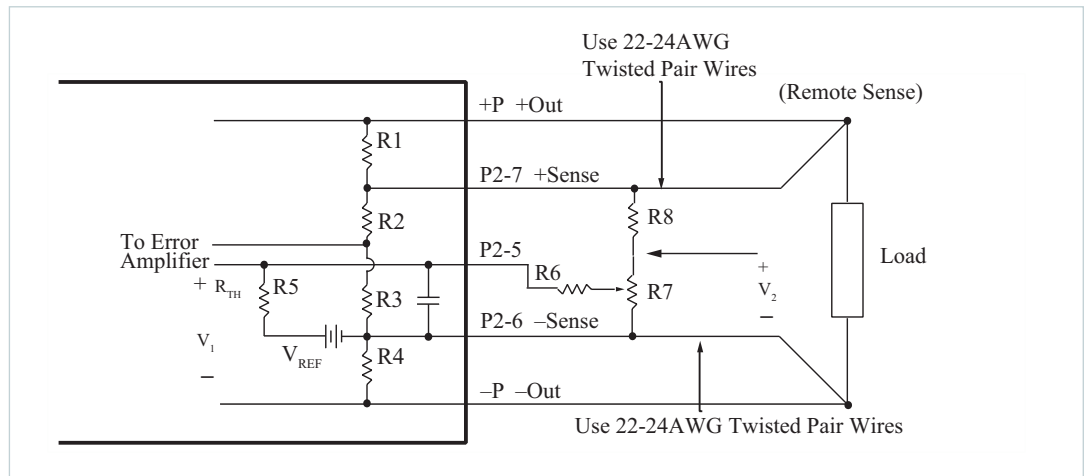 Use 22-24AWG
Twisted Pair Wires
(Remote Sense)
+P +Out
R1
P2-7 +Sense
R2
R8
To Error
Amplifier
P2-5
+ R_TH
R5
R6
R3
R7
+
V_2
–
Load
P2-6 –Sense
V_1
V_REF
R4
–
–P –Out
Use 22-24AWG Twisted Pair Wires